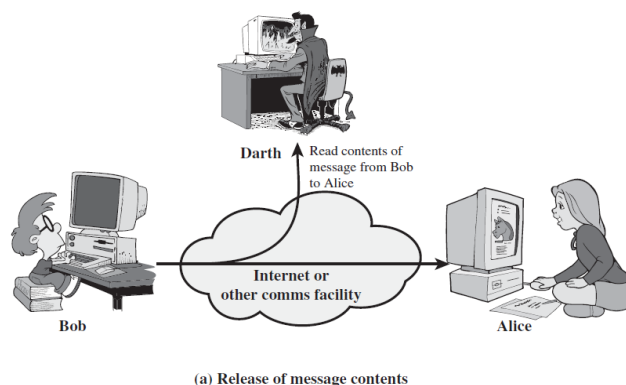 Darth
Read contents of
message from Bob
to Alice
Internet or
other comms facility
Bob
Alice
(a) Release of message contents